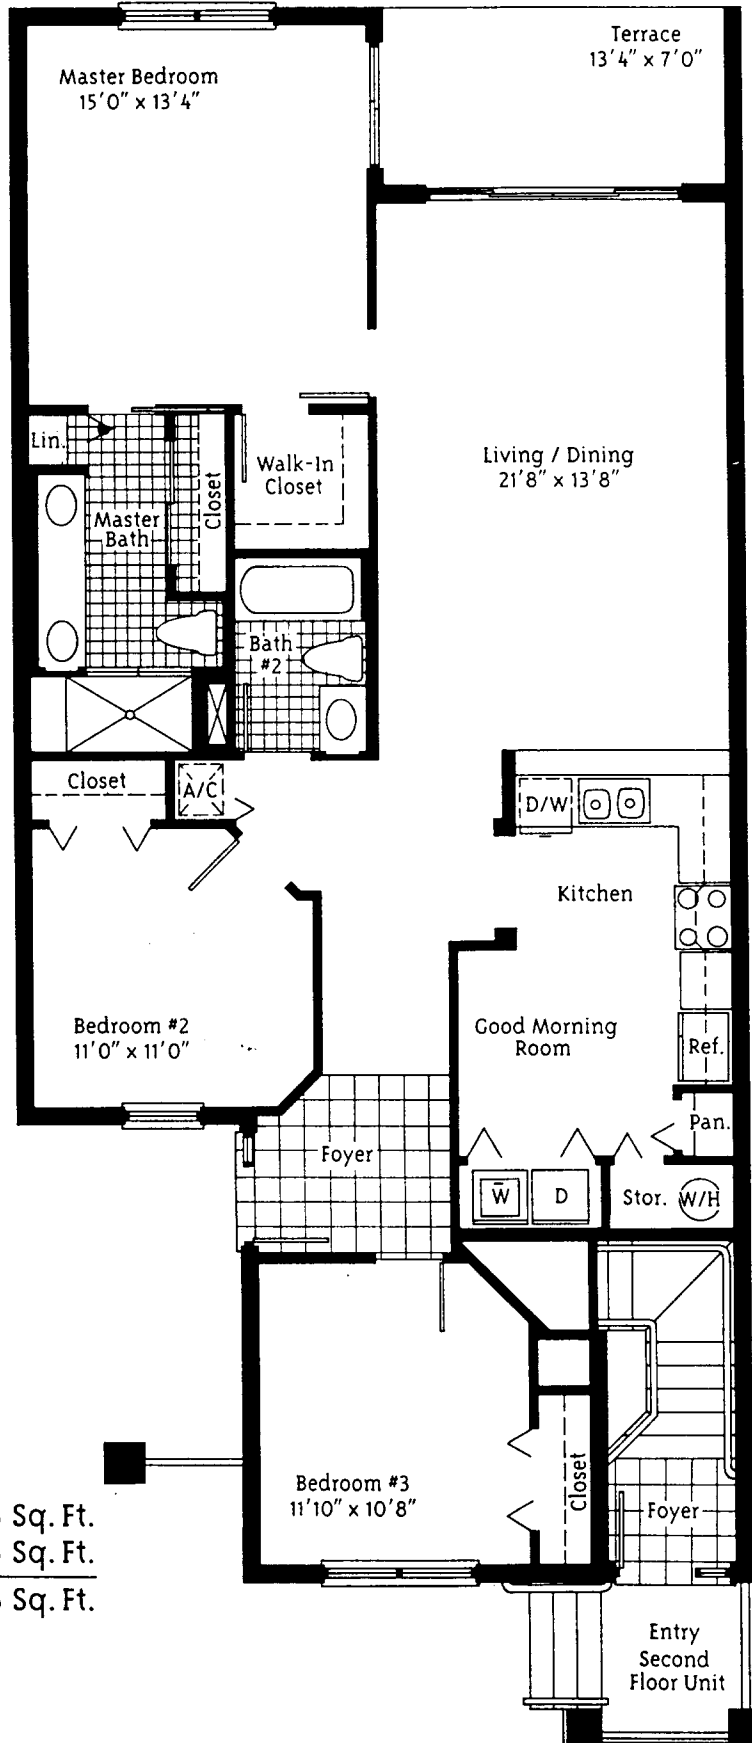 Terrace
13'4" x 7'0"
Master Bedroom
15'0" x 13'4"
Lin.
Walk-In
Closet
Living / Dining
21'8" x 13'8"
Closet
Master
Bath
Bath
#2
Closet
A/C
D/W
Kitchen
Bedroom #2
11'0" x 11'0"
Good Morning
Room
Ref.
Pan.
Foyer
W
D
Stor.
W/H
Bedroom #3
11'10" x 10'8"
Closet
Foyer
Sq. Ft.
Sq. Ft.
Sq. Ft.
Entry
Second
Floor Unit